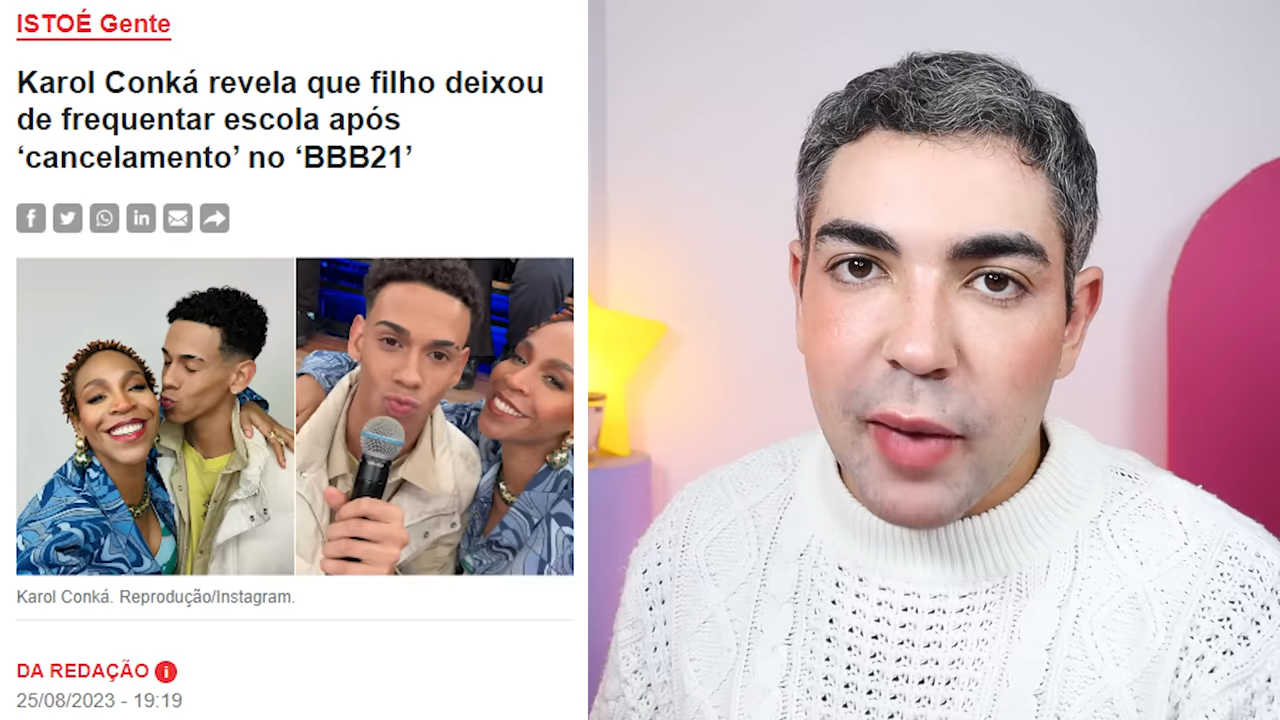 ISTOÉ Gente
Karol Conká revela que filho deixou
de frequentar escola após
‘cancelamento’ no ‘BBB21’
Karol Conká. Reprodução/Instagram.
DA REDAÇÃO i
25/08/2023 - 19:19